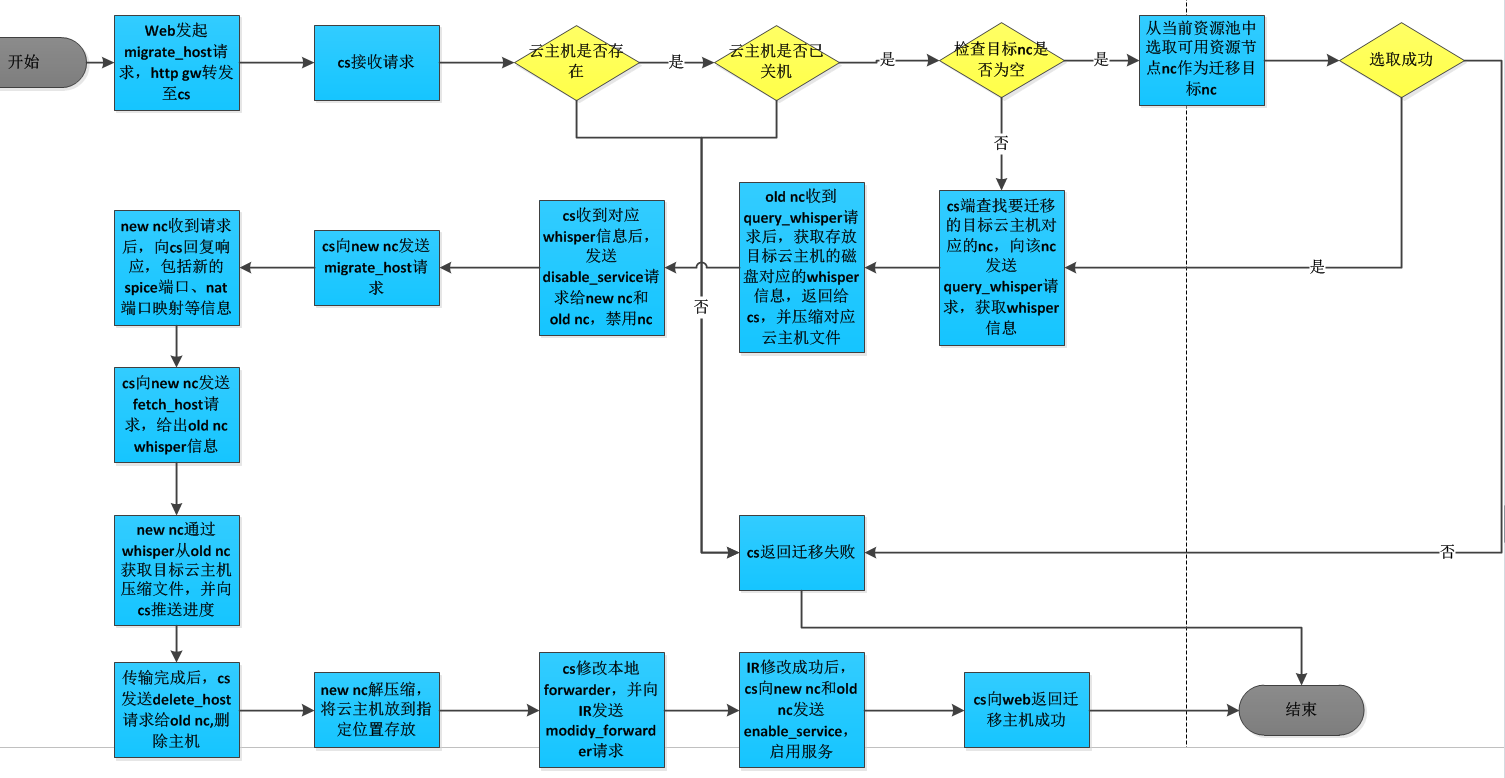 开始
Web发起
migrate_host请
求，http gw转发
至cs
cs接收请求
云主机是否存
在
是
云主机是否已
关机
是
检查目标nc是
否为空
是
从当前资源池中
选取可用资源节
点nc作为迁移目
标nc
选取成功
否
new nc收到请求
后，向cs回复响
应，包括新的
spice端口、nat
端口映射等信息
cs向new nc发送
migrate_host请
求
cs收到对应
whisper信息后，
发送
disable_service请
求给new nc和
old nc，禁用nc
否
old nc收到
query_whisper请
求后，获取存放
目标云主机的磁
盘对应的whisper
信息，返回给
cs，并压缩对应
云主机文件
cs端查找要迁移
的目标云主机对
应的nc，向该nc
发送
query_whisper请
求，获取whisper
信息
是
cs向new nc发送
fetch_host请
求，给出old nc
whisper信息
new nc通过
whisper从old nc
获取目标云主机
压缩文件，并向
cs推送进度
cs返回迁移失败
否
传输完成后，cs
发送delete_host
请求给old nc,删
除主机
new nc解压缩，
将云主机放到指
定位置存放
cs修改本地
forwarder，并向
IR发送
modidy_forward
er请求
IR修改成功后，
cs向new nc和old
nc发送
enable_service，
启用服务
cs向web返回迁
移主机成功
结束